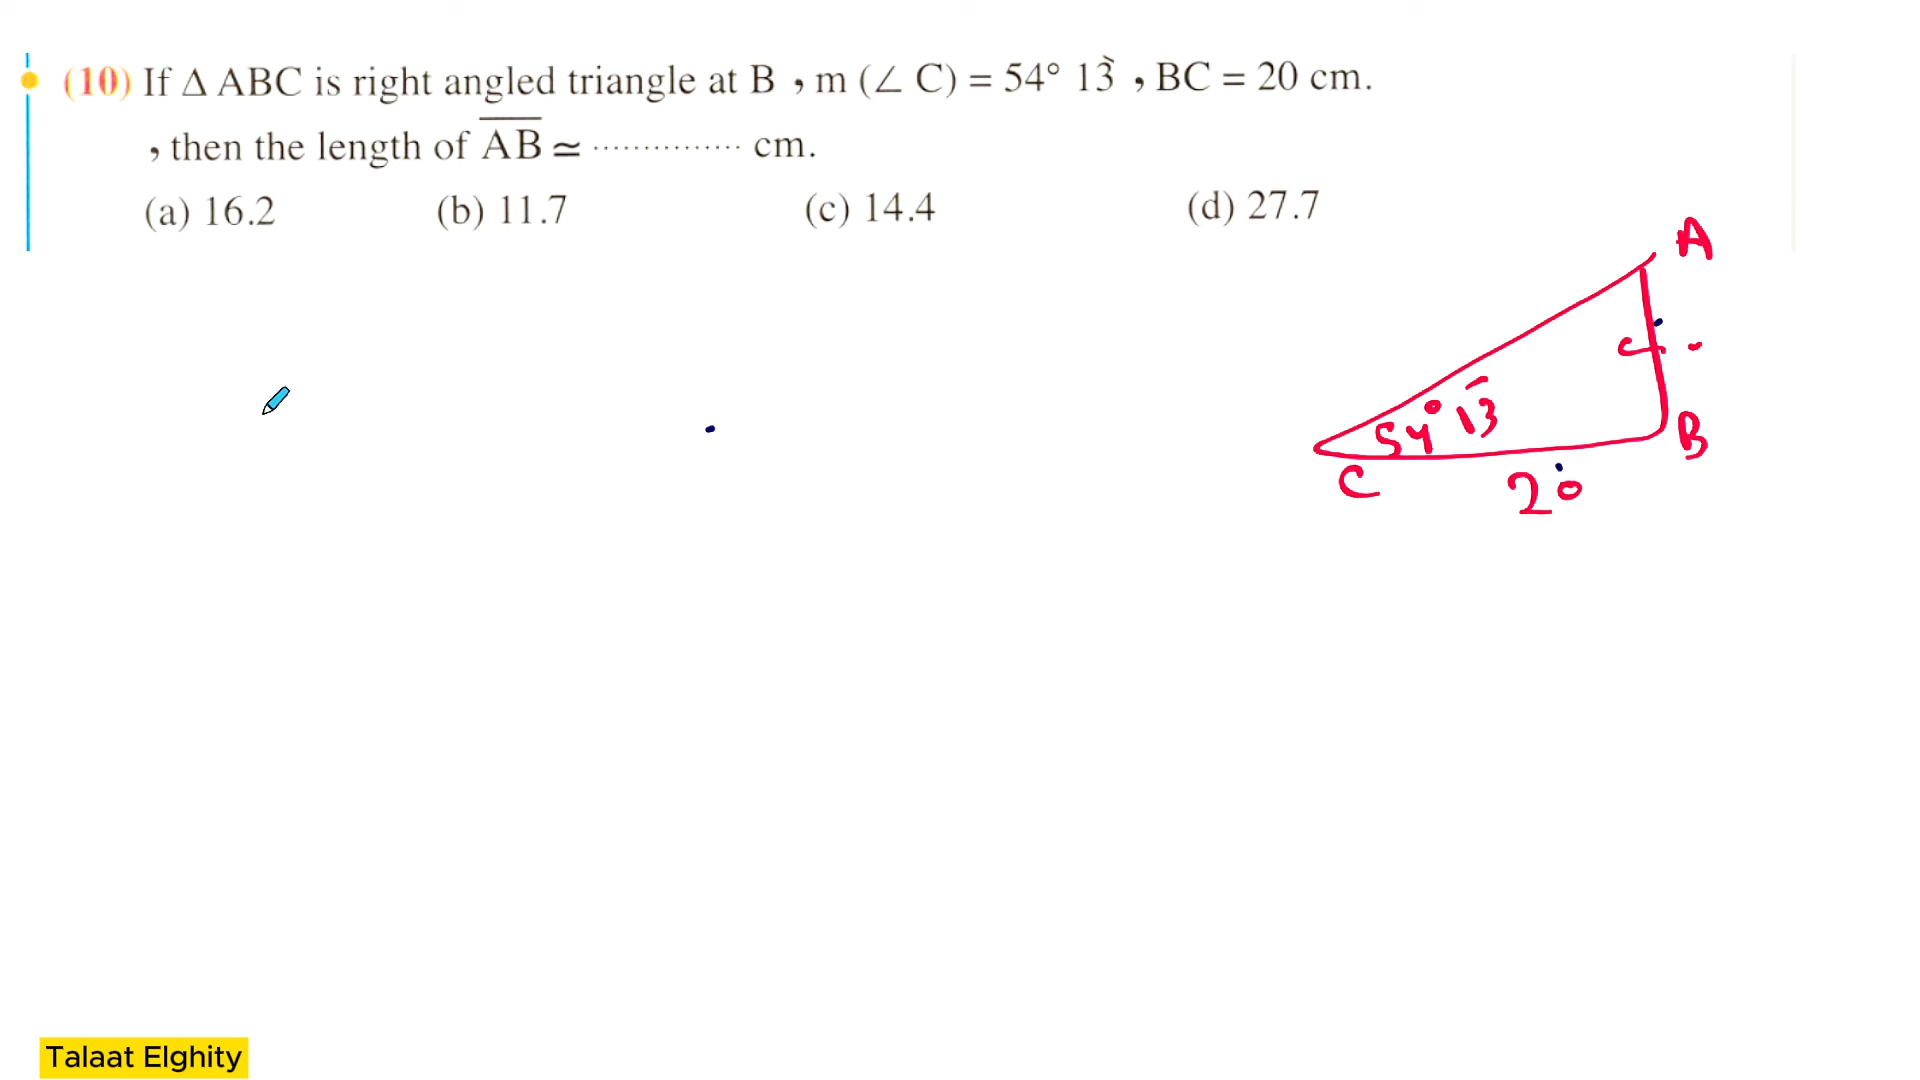 (10) If Δ ABC is right angled triangle at B , m (∠ C) = 54° 13̀ , BC = 20 cm.
, then the length of A͞B ≃ ............... cm.
(a) 16.2 (b) 11.7 (c) 14.4 (d) 27.7
A
54° 13
B
C
20
Talaat Elghity